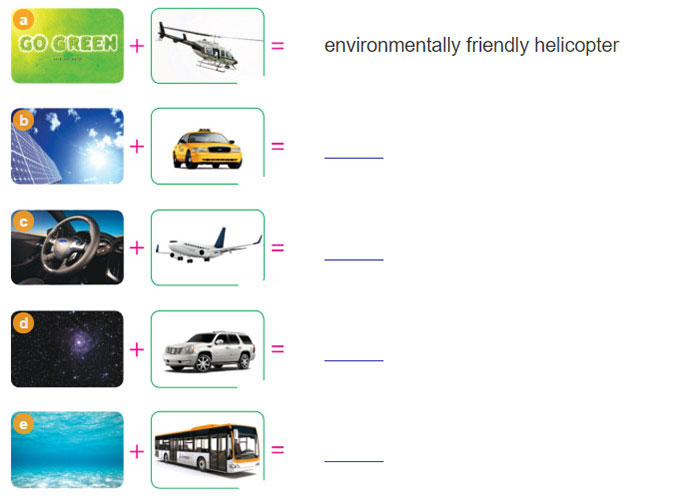 a
GO GREEN
+
=
environmentally friendly helicopter
b
+
=
c
+
=
d
+
=
e
+
=